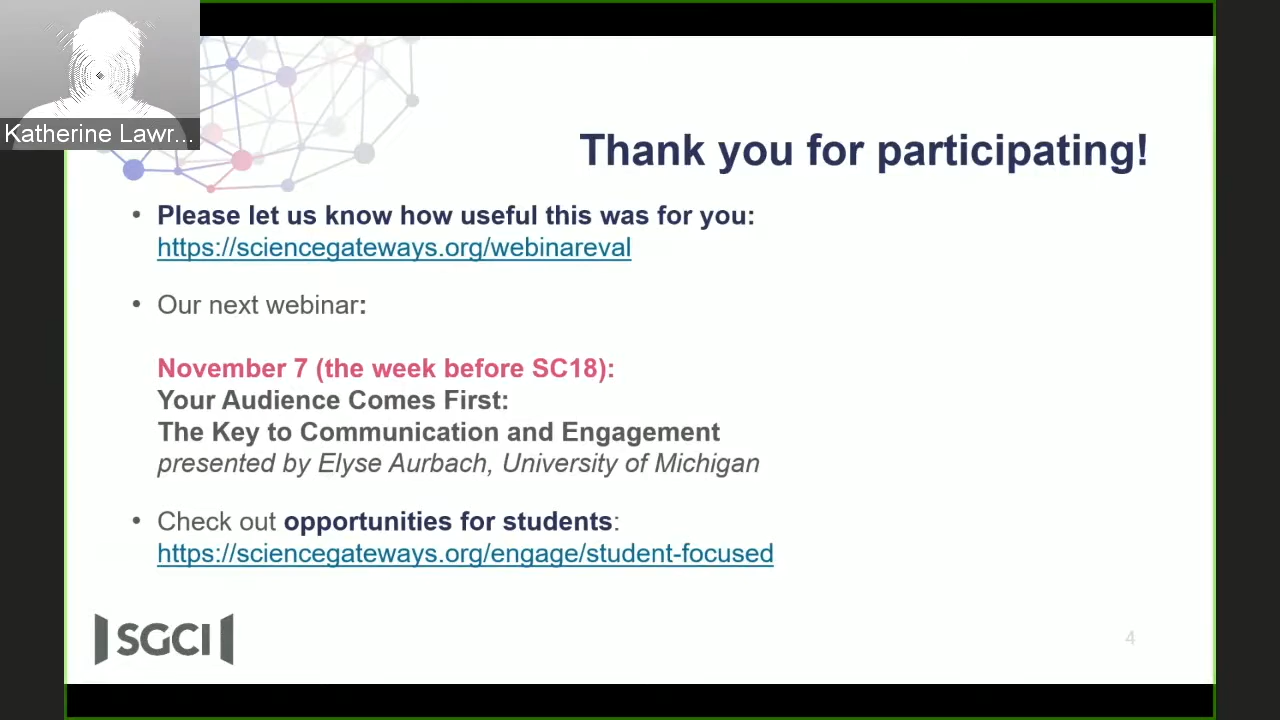 Katherine Lawr...
Thank you for participating!
• Please let us know how useful this was for you:
https://sciencegateways.org/webinareval
• Our next webinar:
November 7 (the week before SC18):
Your Audience Comes First:
The Key to Communication and Engagement
presented by Elyse Aurbach, University of Michigan
• Check out opportunities for students:
https://sciencegateways.org/engage/student-focused
SGCI
4